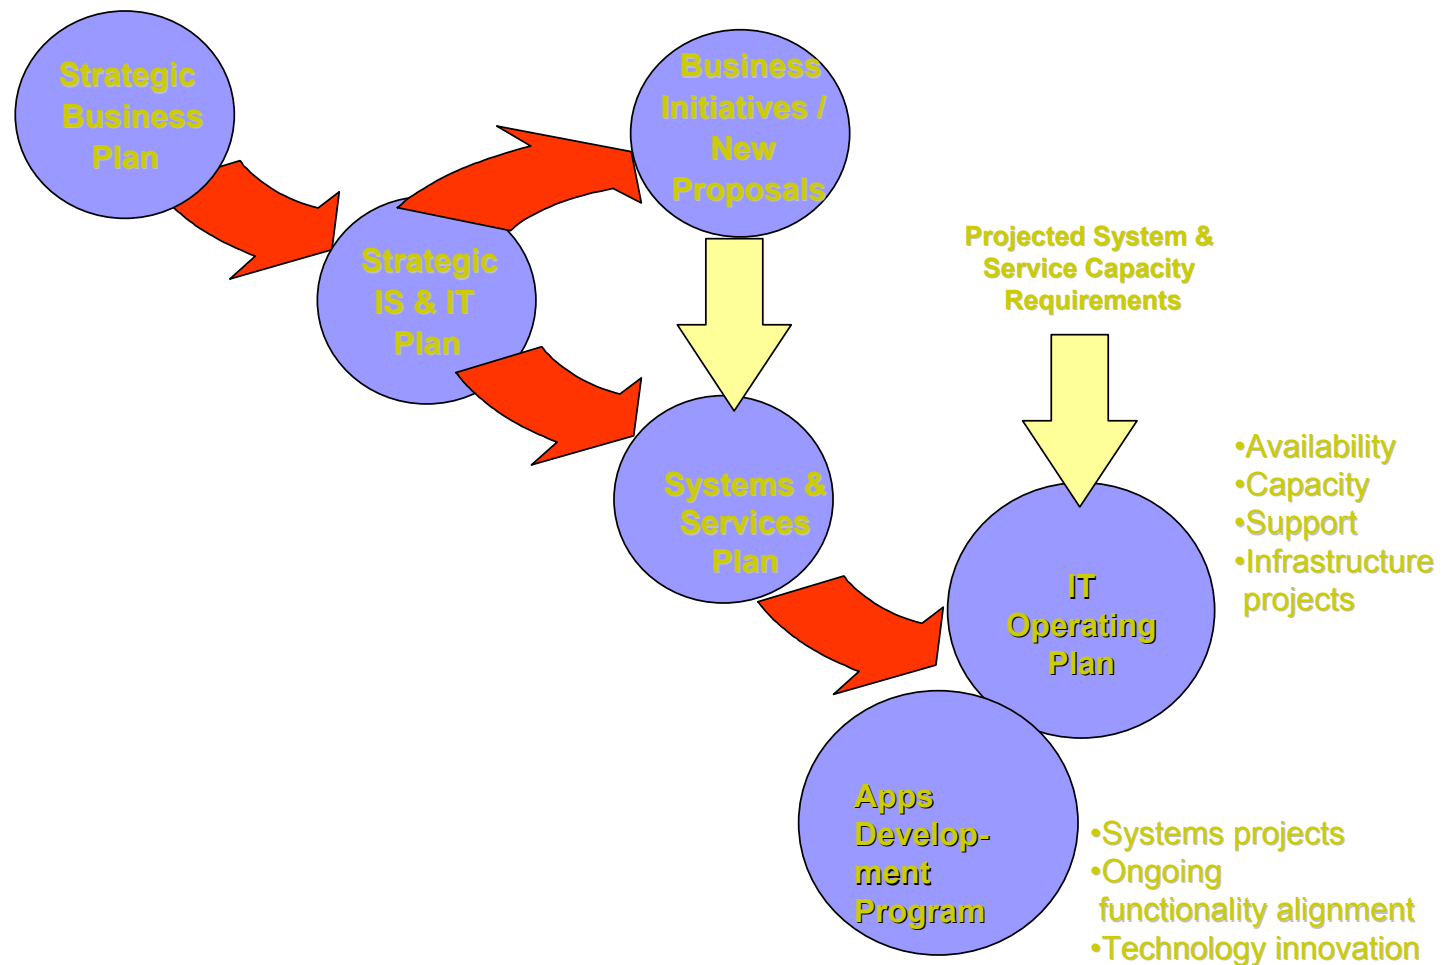 Strategic
Business
Plan
Business
Initiatives /
New
Proposals
Strategic
IS & IT
Plan
Projected System &
Service Capacity
Requirements
Systems &
Services
Plan
•Availability
•Capacity
•Support
•Infrastructure
projects
IT
Operating
Plan
Apps
Develop-
ment
Program
•Systems projects
•Ongoing
functionality alignment
•Technology innovation